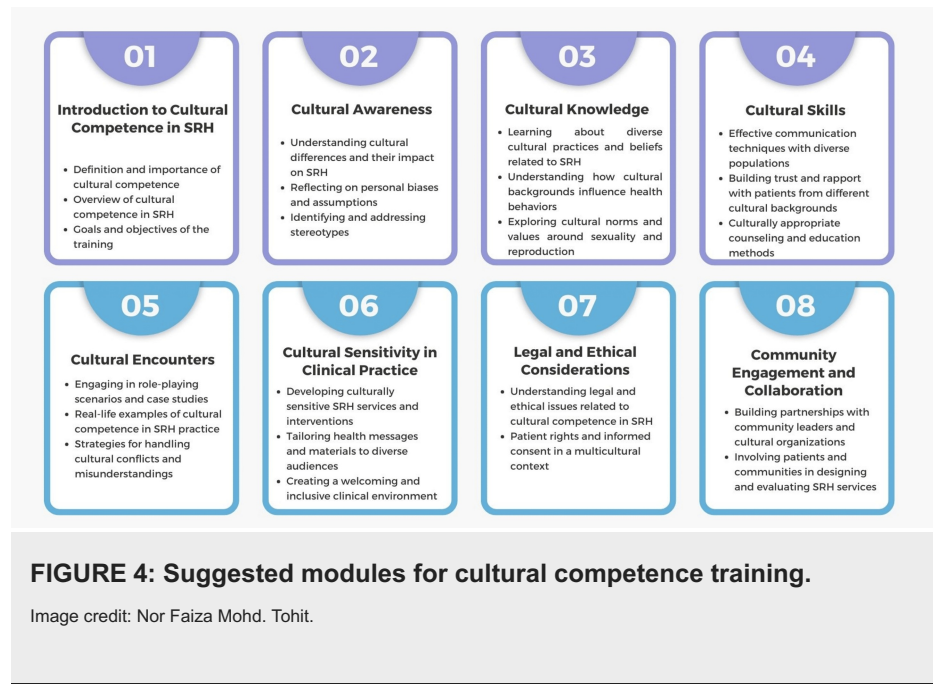 01
Introduction to Cultural
Competence in SRH
• Definition and importance of
cultural competence
• Overview of cultural
competence in SRH
• Goals and objectives of the
training
02
Cultural Awareness
• Understanding cultural
differences and their impact
on SRH
• Reflecting on personal biases
and assumptions
• Identifying and addressing
stereotypes
03
Cultural Knowledge
• Learning about diverse
cultural practices and beliefs
related to SRH
• Understanding how cultural
backgrounds influence health
behaviors
• Exploring cultural norms and
values around sexuality and
reproduction
04
Cultural Skills
• Effective communication
techniques with diverse
populations
• Building trust and rapport
with patients from different
cultural backgrounds
• Culturally appropriate
counseling and education
methods
05
Cultural Encounters
• Engaging in role-playing
scenarios and case studies
• Real-life examples of cultural
competence in SRH practice
• Strategies for handling
cultural conflicts and
misunderstandings
06
Cultural Sensitivity in
Clinical Practice
• Developing culturally
sensitive SRH services and
interventions
• Tailoring health messages
and materials to diverse
audiences
• Creating a welcoming and
inclusive clinical environment
07
Legal and Ethical
Considerations
• Understanding legal and
ethical issues related to
cultural competence in SRH
• Patient rights and informed
consent in a multicultural
context
08
Community
Engagement and
Collaboration
• Building partnerships with
community leaders and
cultural organizations
• Involving patients and
communities in designing
and evaluating SRH services
FIGURE 4: Suggested modules for cultural competence training.
Image credit: Nor Faiza Mohd. Tohit.